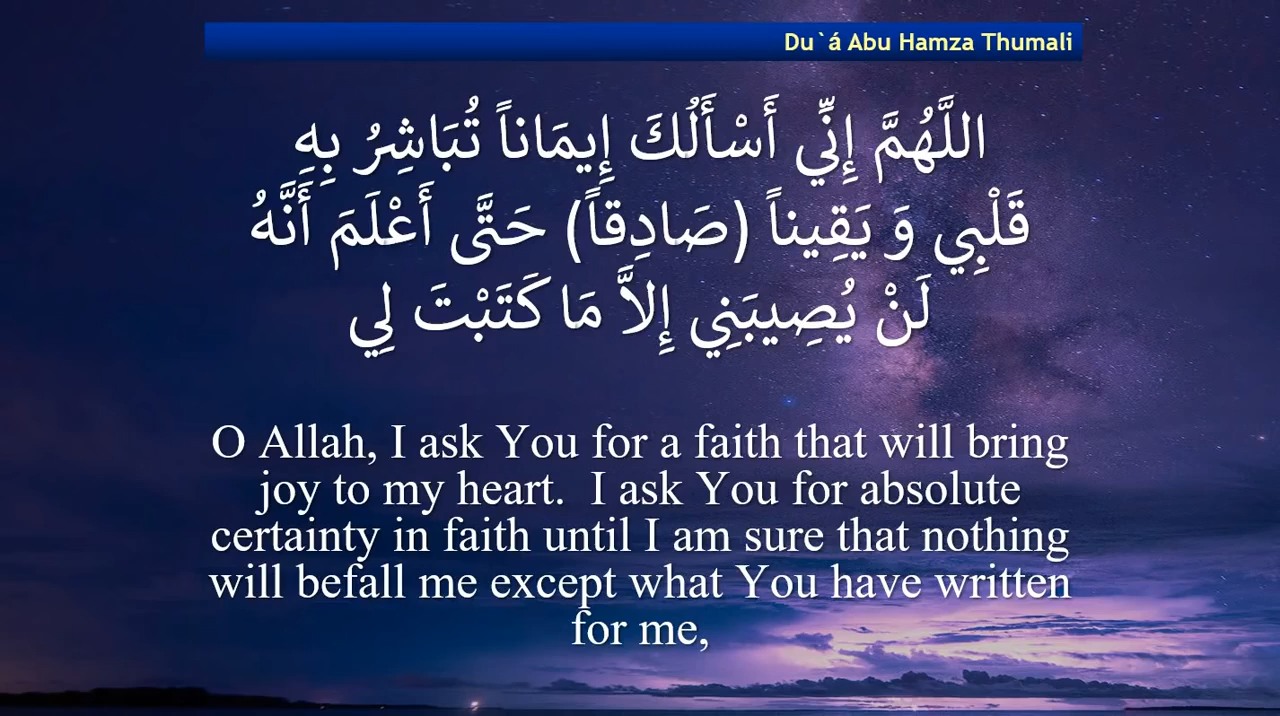 Du`á Abu Hamza Thumali
اللَّهُمَّ إِنِّي أَسْأَلُكَ إِيمَاناً تُبَاشِرُ بِهِ
قَلْبِي وَ يَقِيناً (صَادِقاً) حَتَّى أَعْلَمَ أَنَّهُ
لَنْ يُصِيبَنِي إِلاَّ مَا كَتَبْتَ لِي
O Allah, I ask You for a faith that will bring
joy to my heart.  I ask You for absolute
certainty in faith until I am sure that nothing
will befall me except what You have written
for me,